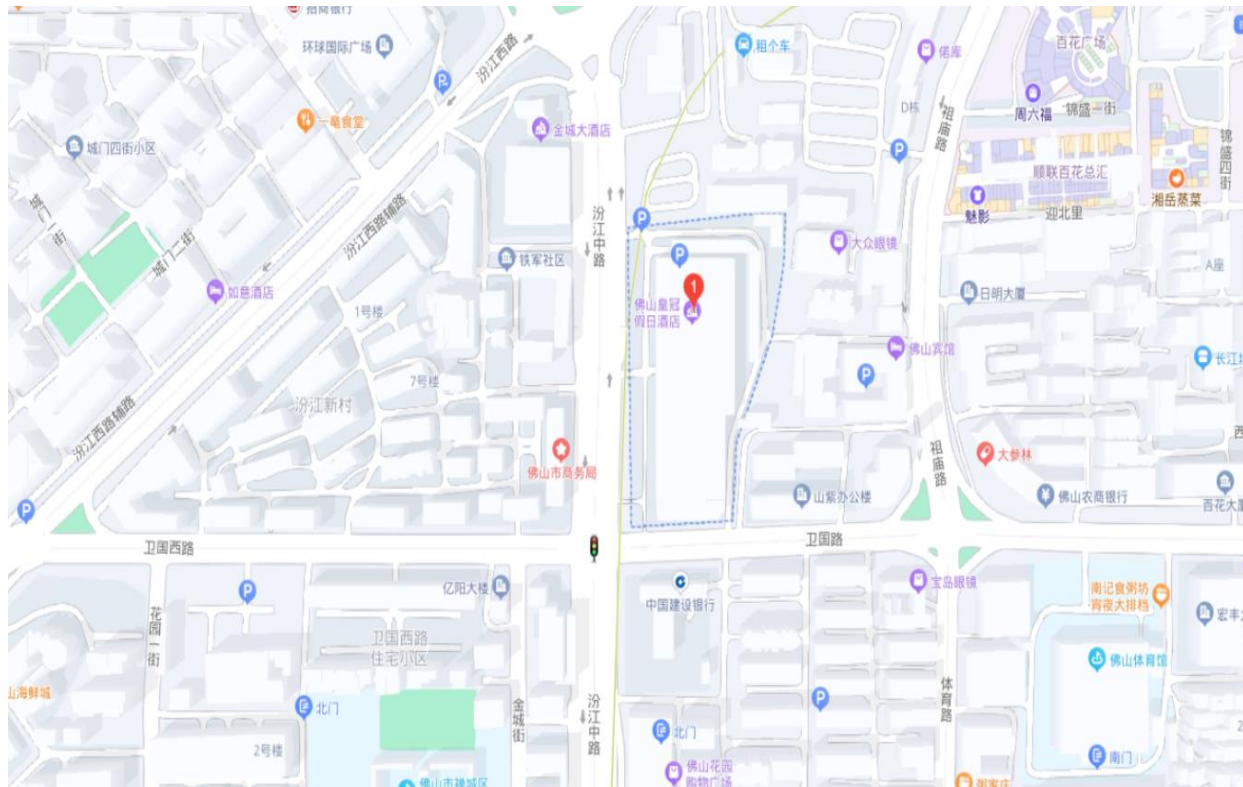 招商银行
环球国际广场
汾江西路
租个车
偌库
百花广场
周六福
锦盛一街
D栋
祖庙路
一竈食堂
金城大酒店
城门四街小区
锦盛四街
顺联百花总汇
湘岳蒸菜
魅影
迎北里
城门一街
城门二街
汾江西路辅路
汾江中路
铁军社区
大众眼镜
A座
如意酒店
日明大厦
1号楼
佛山皇冠
假日酒店
1
佛山宾馆
长江
7号楼
汾江新村
汾江西路辅路
佛山市商务局
祖庙路
大参林
西
山紫办公楼
佛山农商银行
百花大厦
卫国西路
卫国路
亿阳大楼
中国建设银行
宝岛眼镜
南记食粥坊
宵夜大排档
宏丰
花园一街
卫国西路
住宅小区
佛山体育馆
山海鲜城
北门
金城街
汾江中路
北门
体育路
2号楼
佛山花园
购物广场
南门
佛山市禅城区
粥家庄
2